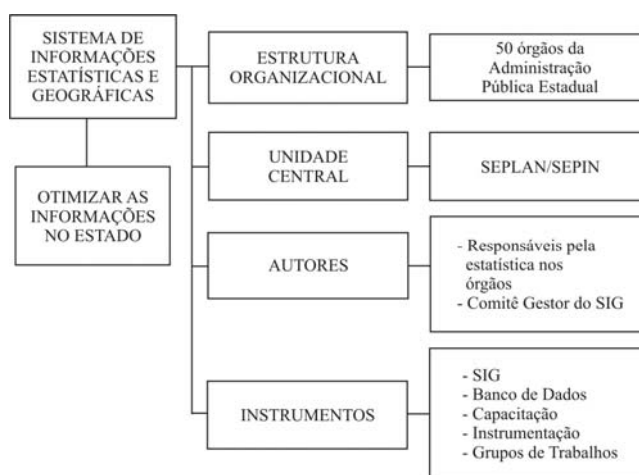 SISTEMA DE
INFORMAÇÕES
ESTATÍSTICAS E
GEOGRÁFICAS
OTIMIZAR AS
INFORMAÇÕES
NO ESTADO
ESTRUTURA
ORGANIZACIONAL
50 órgãos da
Administração
Pública Estadual
UNIDADE
CENTRAL
SEPLAN/SEPIN
AUTORES
- Responsáveis pela
estatística nos
órgãos
- Comitê Gestor do SIG
INSTRUMENTOS
- SIG
- Banco de Dados
- Capacitação
- Instrumentação
- Grupos de Trabalhos